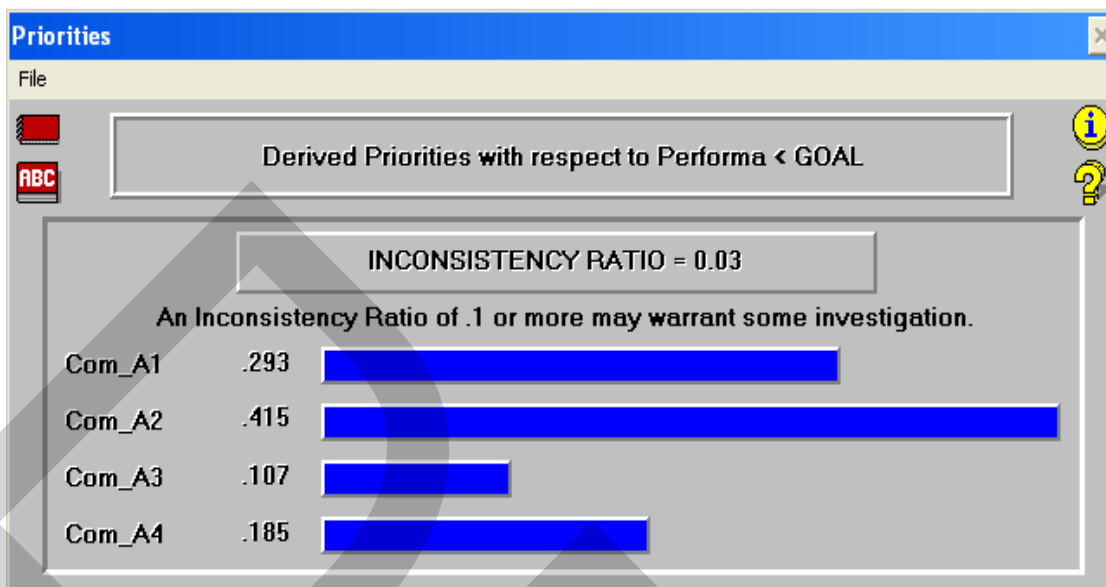 Priorities
File
ABC
Derived Priorities with respect to Performa < GOAL
i
?
INCONSISTENCY RATIO = 0.03
An Inconsistency Ratio of .1 or more may warrant some investigation.
Com_A1 .293
Com_A2 .415
Com_A3 .107
Com_A4 .185